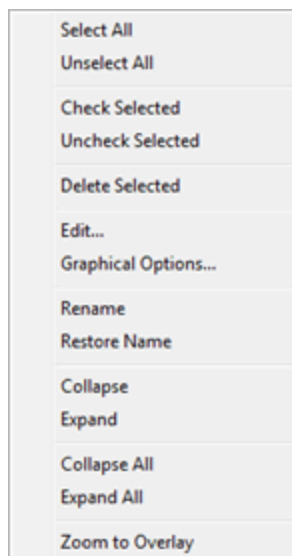 Select All
Unselect All
Check Selected
Uncheck Selected
Delete Selected
Edit...
Graphical Options...
Rename
Restore Name
Collapse
Expand
Collapse All
Expand All
Zoom to Overlay